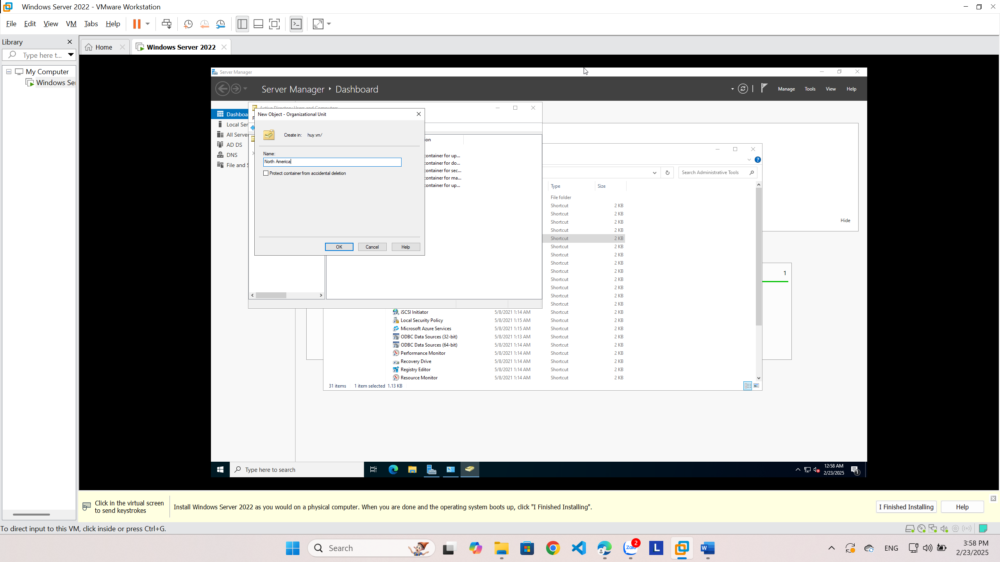 Windows Server 2022 - VMware Workstation
File Edit View VM Tabs Help
Library
Type here t...
My Computer
Windows Ser
Home
Windows Server 2022
Server Manager
Server Manager Dashboard
Manage Tools View Help
Dashboa
Local Ser
All Server
AD DS
DNS
File and S
Active Directory Users and Computers
New Object - Organizational Unit
Create in: huy.vn/
Name:
North America
Protect container from accidental deletion
OK Cancel Help
ion
container for up...
container for do...
container for sec...
container for ma...
container for up...
Search Administrative Tools
Type Size
File folder
Shortcut 2 KB
Shortcut 2 KB
Shortcut 2 KB
Shortcut 2 KB
Shortcut 2 KB
Shortcut 2 KB
Shortcut 2 KB
Shortcut 2 KB
Shortcut 2 KB
Shortcut 2 KB
Shortcut 2 KB
Shortcut 2 KB
Shortcut 2 KB
iSCSI Initiator 5/8/2021 1:14 AM Shortcut 2 KB
Local Security Policy 5/8/2021 1:15 AM Shortcut 2 KB
Microsoft Azure Services 5/8/2021 1:15 AM Shortcut 2 KB
ODBC Data Sources (32-bit) 5/8/2021 1:13 AM Shortcut 2 KB
ODBC Data Sources (64-bit) 5/8/2021 1:14 AM Shortcut 2 KB
Performance Monitor 5/8/2021 1:14 AM Shortcut 2 KB
Recovery Drive 5/8/2021 1:14 AM Shortcut 2 KB
Registry Editor 5/8/2021 1:14 AM Shortcut 2 KB
Resource Monitor 5/8/2021 1:14 AM Shortcut 2 KB
31 items 1 item selected 1.13 KB
Hide
1
Type here to search
12:58 AM
2/23/2025
1
Click in the virtual screen
to send keystrokes
Install Windows Server 2022 as you would on a physical computer. When you are done and the operating system boots up, click "I Finished Installing".
I Finished Installing
Help
To direct input to this VM, click inside or press Ctrl+G.
Search
Zalo
2
L
W
ENG
3:58 PM
2/23/2025